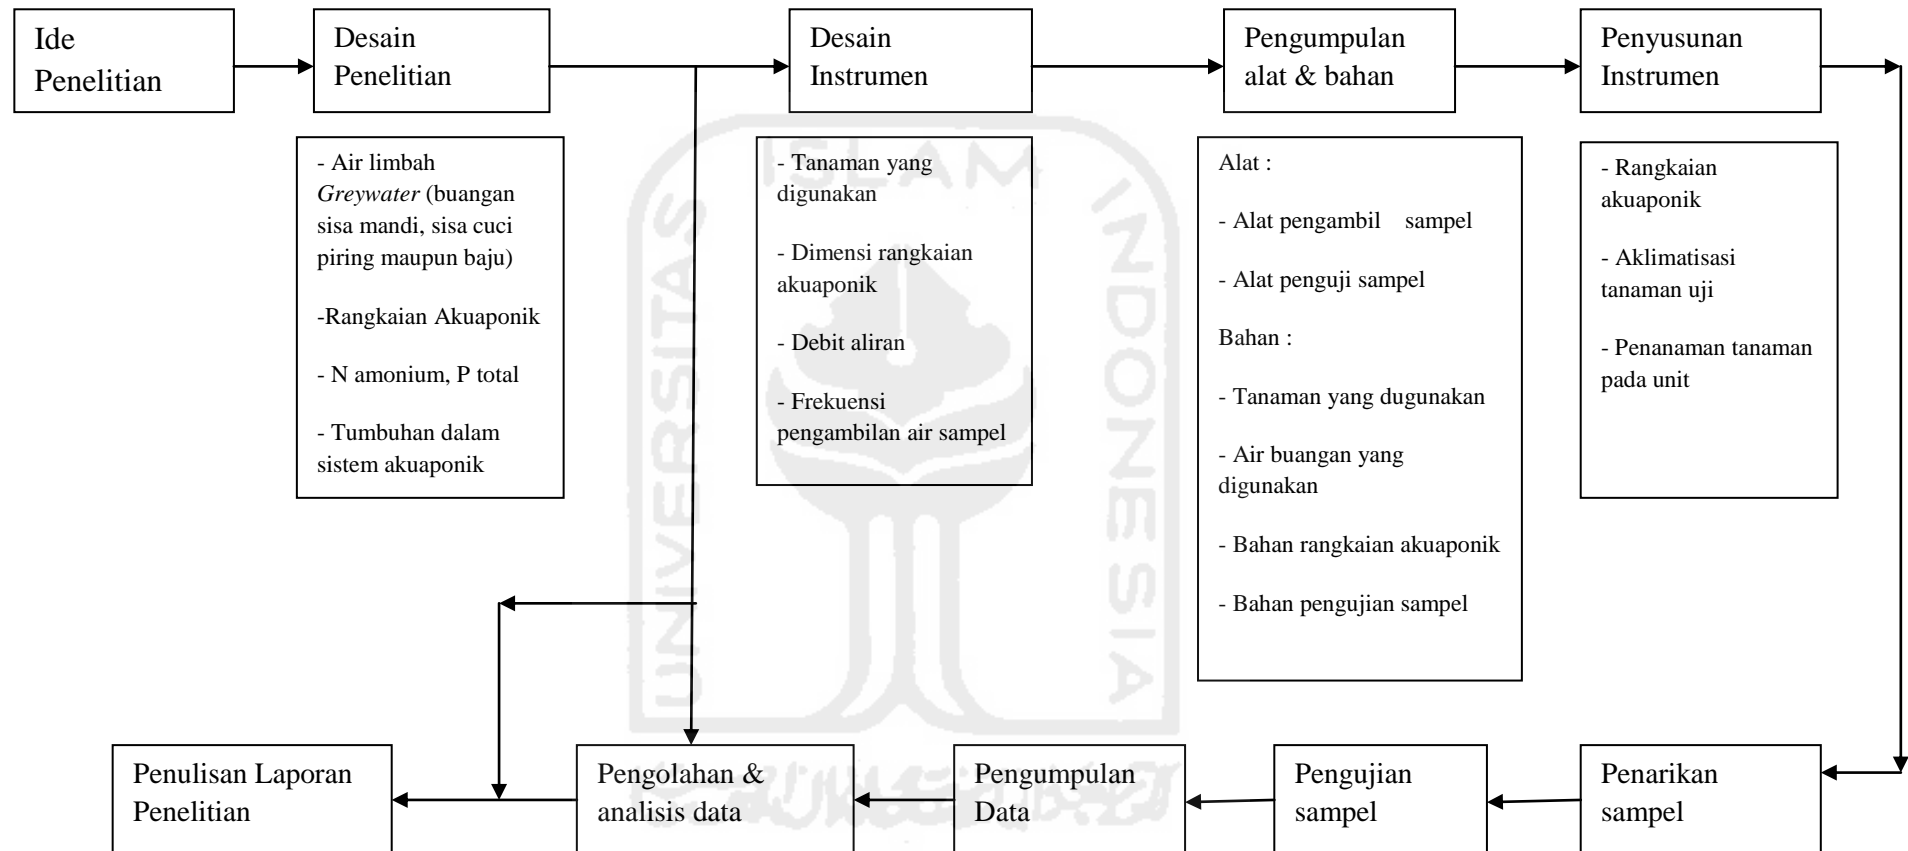 Ide
Penelitian
Desain
Penelitian
Desain
Instrumen
Pengumpulan
alat & bahan
Penyusunan
Instrumen
- Air limbah
Greywater (buangan
sisa mandi, sisa cuci
piring maupun baju)
-Rangkaian Akuaponik
- N amonium, P total
- Tumbuhan dalam
sistem akuaponik
- Tanaman yang
digunakan
- Dimensi rangkaian
akuaponik
- Debit aliran
- Frekuensi
pengambilan air sampel
Alat :
- Alat pengambil sampel
- Alat penguji sampel
Bahan :
- Tanaman yang dugunakan
- Air buangan yang
digunakan
- Bahan rangkaian akuaponik
- Bahan pengujian sampel
- Rangkaian
akuaponik
- Aklimatisasi
tanaman uji
- Penanaman tanaman
pada unit
Penulisan Laporan
Penelitian
Pengolahan &
analisis data
Pengumpulan
Data
Pengujian
sampel
Penarikan
sampel
UNIVERSITAS
ISLAM
INDONESIA